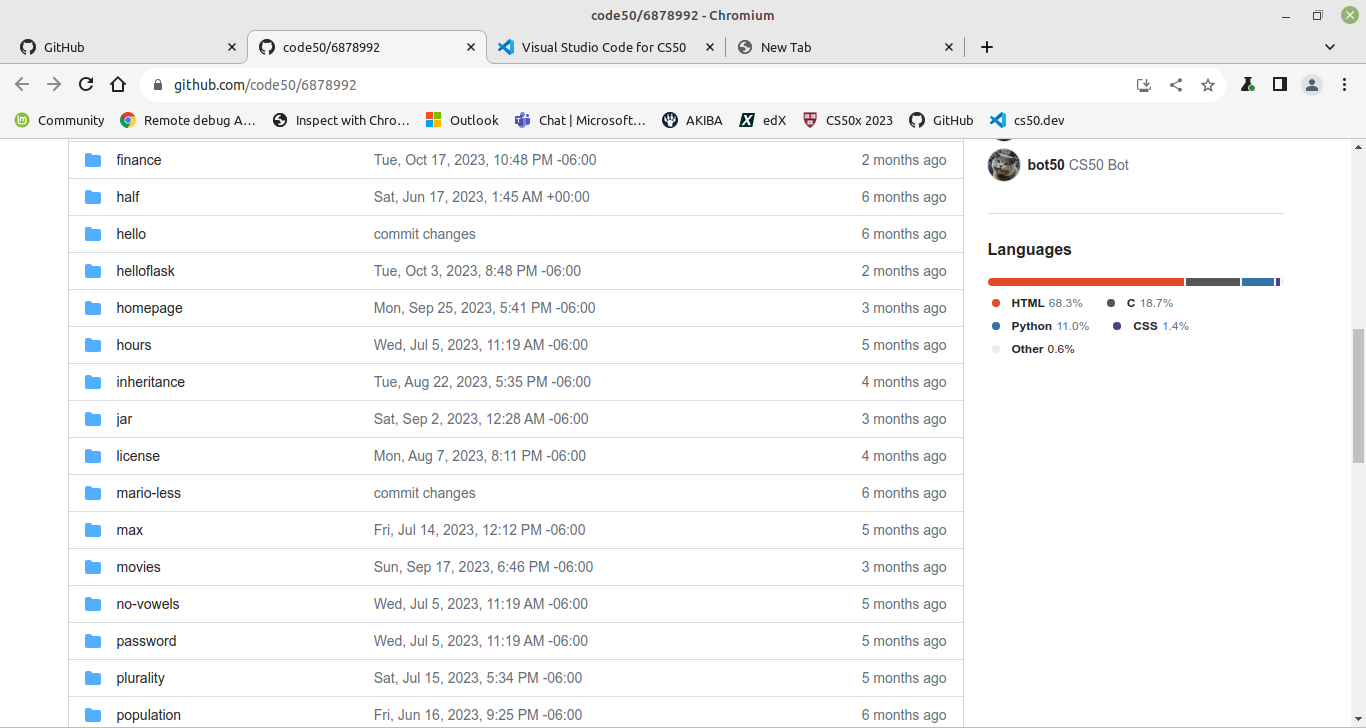 code50/6878992 - Chromium
GitHub
code50/6878992
Visual Studio Code for CS50
New Tab
github.com/code50/6878992
Community
Remote debug A...
Inspect with Chro...
Outlook
Chat | Microsoft...
AKIBA
edX
CS50x 2023
GitHub
cs50.dev
finance Tue, Oct 17, 2023, 10:48 PM -06:00 2 months ago
half Sat, Jun 17, 2023, 1:45 AM +00:00 6 months ago
hello commit changes 6 months ago
helloflask Tue, Oct 3, 2023, 8:48 PM -06:00 2 months ago
homepage Mon, Sep 25, 2023, 5:41 PM -06:00 3 months ago
hours Wed, Jul 5, 2023, 11:19 AM -06:00 5 months ago
inheritance Tue, Aug 22, 2023, 5:35 PM -06:00 4 months ago
jar Sat, Sep 2, 2023, 12:28 AM -06:00 3 months ago
license Mon, Aug 7, 2023, 8:11 PM -06:00 4 months ago
mario-less commit changes 6 months ago
max Fri, Jul 14, 2023, 12:12 PM -06:00 5 months ago
movies Sun, Sep 17, 2023, 6:46 PM -06:00 3 months ago
no-vowels Wed, Jul 5, 2023, 11:19 AM -06:00 5 months ago
password Wed, Jul 5, 2023, 11:19 AM -06:00 5 months ago
plurality Sat, Jul 15, 2023, 5:34 PM -06:00 5 months ago
population Fri, Jun 16, 2023, 9:25 PM -06:00 6 months ago
bot50 CS50 Bot
Languages
HTML 68.3% C 18.7%
Python 11.0% CSS 1.4%
Other 0.6%